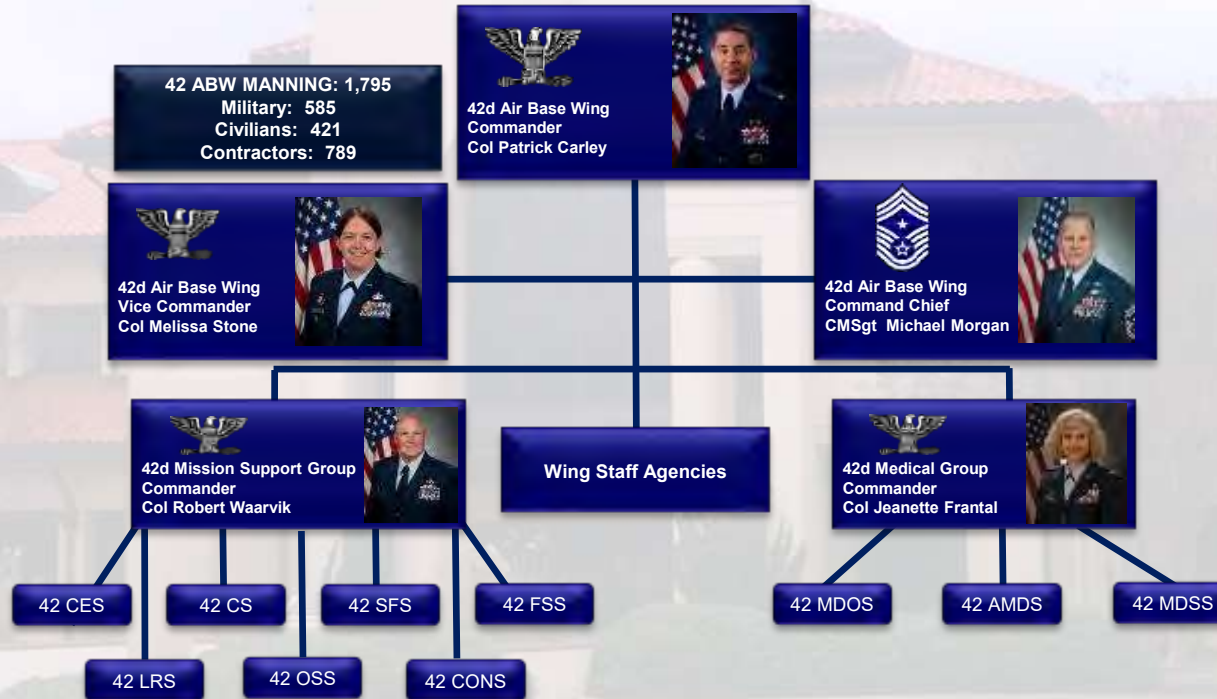 42 ABW MANNING: 1,795
Military: 585
Civilians: 421
Contractors: 789
42d Air Base Wing
Commander
Col Patrick Carley
42d Air Base Wing
Vice Commander
Col Melissa Stone
42d Air Base Wing
Command Chief
CMSgt Michael Morgan
42d Mission Support Group
Commander
Col Robert Waarvik
Wing Staff Agencies
42d Medical Group
Commander
Col Jeanette Frantal
42 CES
42 CS
42 SFS
42 FSS
42 MDOS
42 AMDS
42 MDSS
42 LRS
42 OSS
42 CONS